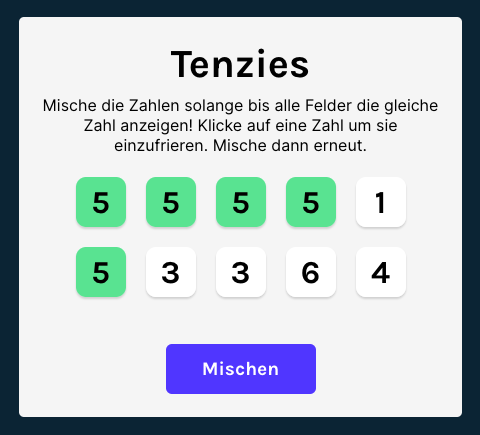 Tenzies
Mische die Zahlen solange bis alle Felder die gleiche
Zahl anzeigen! Klicke auf eine Zahl um sie
einzufrieren. Mische dann erneut.
5 5 5 5 1
5 3 3 6 4
Mischen